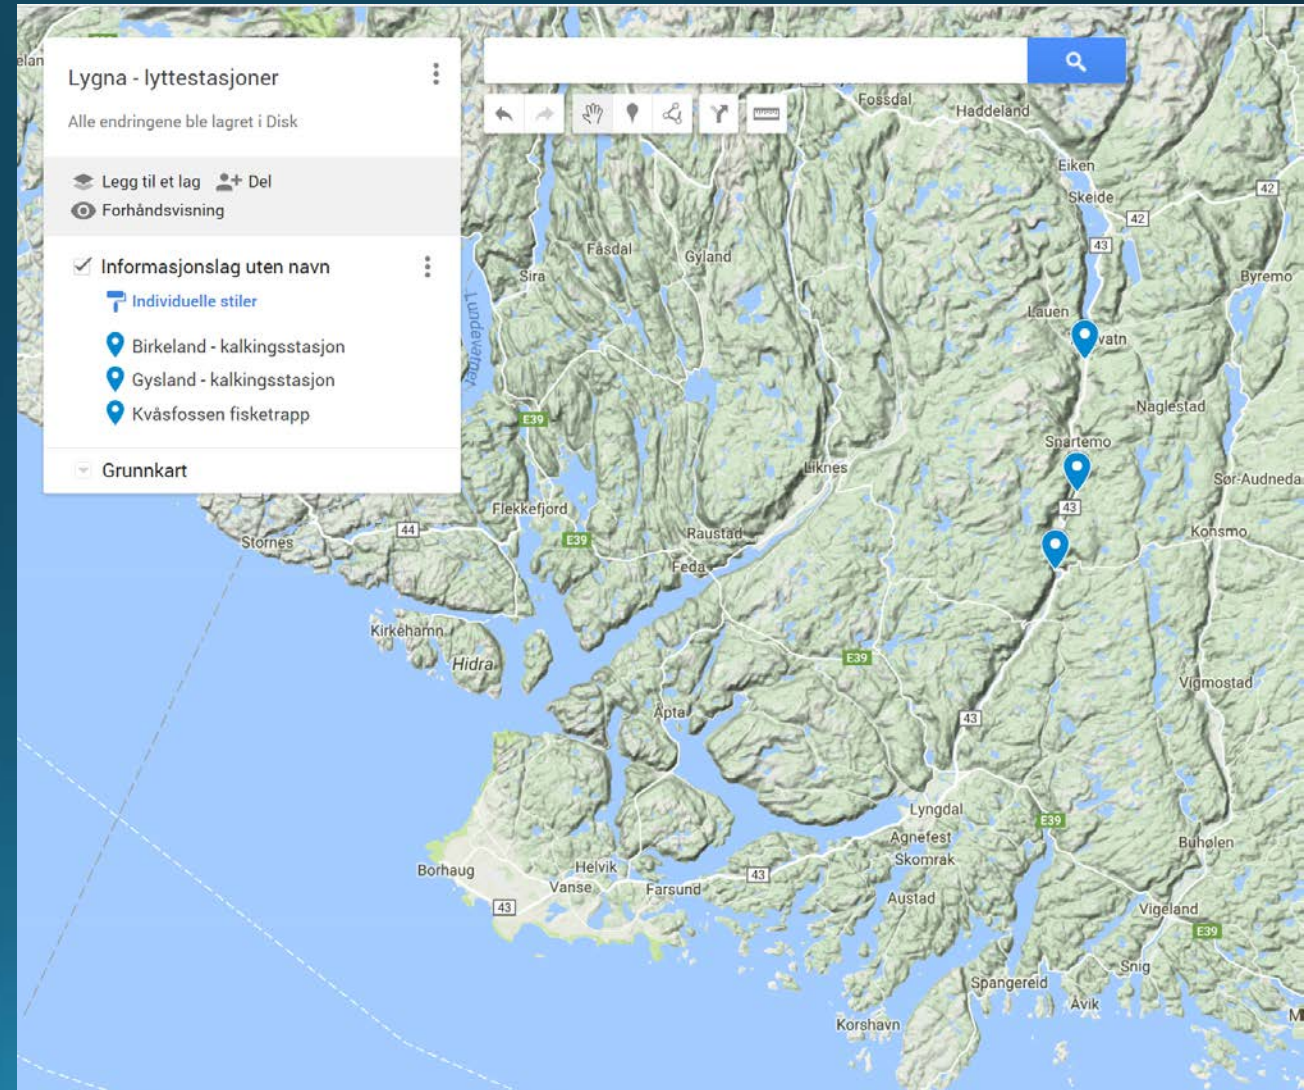 Lygna - lyttestasjoner
Alle endringene ble lagret i Disk
Legg til et lag Del
Forhåndsvisning
Informasjonslag uten navn
Individuelle stiler
Birkeland - kalkingsstasjon
Gysland - kalkingsstasjon
Kvåsfossen fisketrapp
Grunnkart
Fossdal
Haddeland
Eiken
Skeide
42
42
43
Fåsdal
Gyland
Sira
Byremo
Lundevatnet
Lauen
vatn
Naglestad
E39
Snartemo
Liknes
Sør-Audneda
43
Flekkefjord
44
Stornes
E39
Raustad
Konsmo
Feda
Kirkehamn
Hidra
E39
Vigmostad
Åpta
43
Lyngdal
E39
Agnefest
Buhølen
Skomrak
Borhaug
Helvik
43
Vanse
Farsund
Austad
43
Vigeland
E39
Snig
Spangereid
Åvik
Korshavn
M